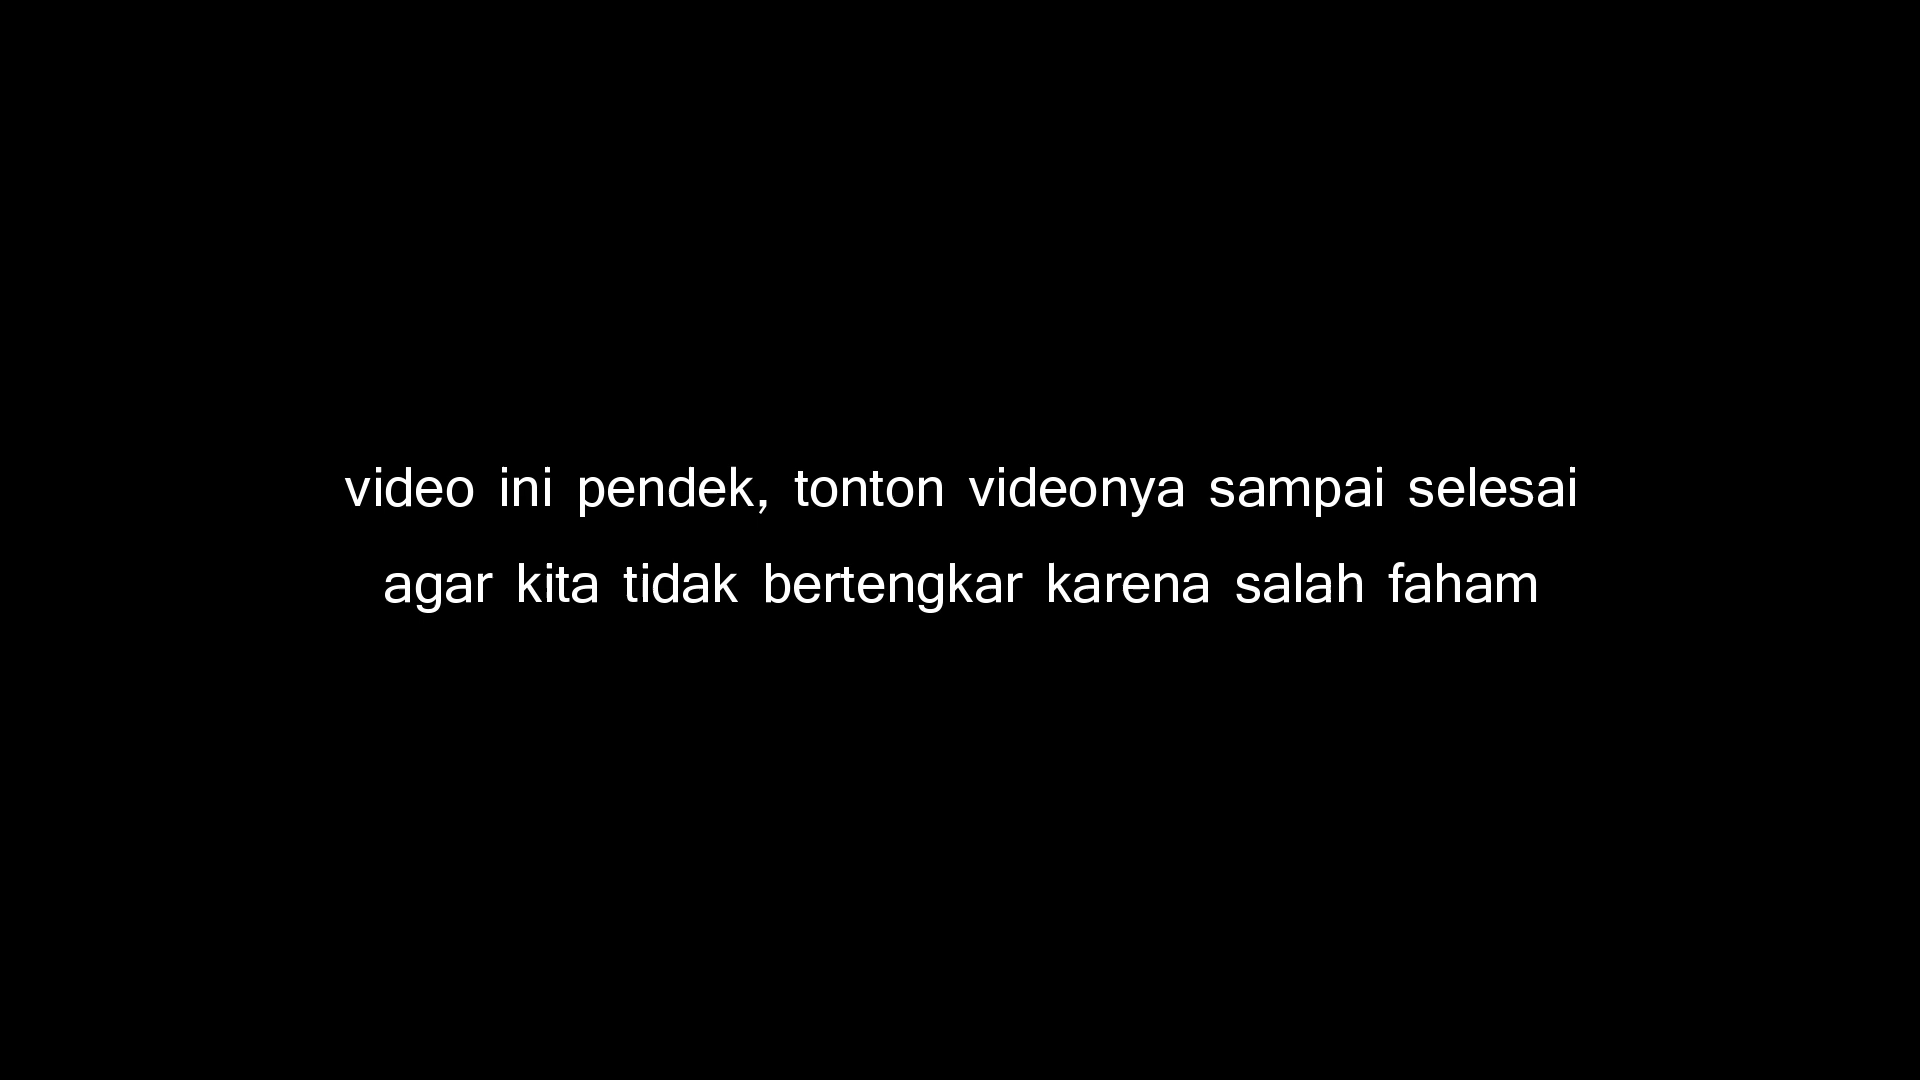 video ini pendek, tonton videonya sampai selesai
agar kita tidak bertengkar karena salah faham